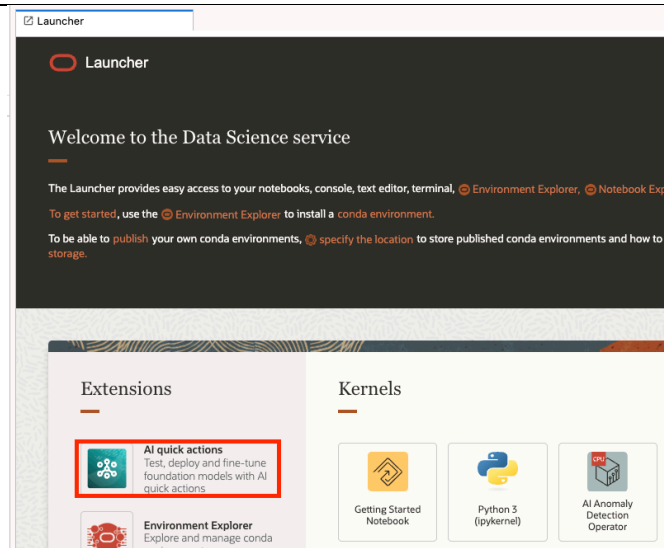 Launcher
Launcher
Welcome to the Data Science service
The Launcher provides easy access to your notebooks, console, text editor, terminal, Environment Explorer, Notebook Exp
To get started, use the Environment Explorer to install a conda environment.
To be able to publish your own conda environments, specify the location to store published conda environments and how to
storage.
Extensions
Kernels
AI quick actions
Test, deploy and fine-tune
foundation models with AI
quick actions
Environment Explorer
Explore and manage conda
Getting Started
Notebook
Python 3
(ipykernel)
CPU
AI Anomaly
Detection
Operator